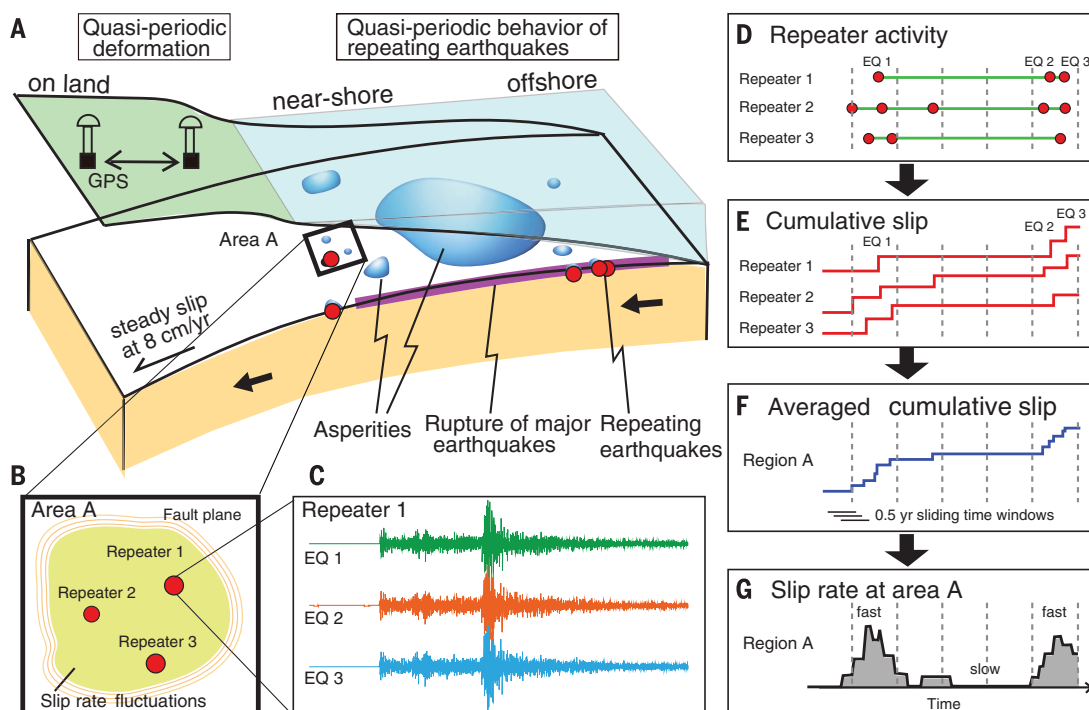 A
Quasi-periodic
deformation
Quasi-periodic behavior of
repeating earthquakes
on land
near-shore
offshore
GPS
Area A
steady slip
at 8 cm/yr
Asperities
Rupture of major
earthquakes
Repeating
earthquakes
B
Area A
Fault plane
Repeater 1
Repeater 2
Repeater 3
Slip rate fluctuations
C
Repeater 1
EQ 1
EQ 2
EQ 3
D Repeater activity
EQ 1 EQ 2 EQ 3
Repeater 1
Repeater 2
Repeater 3
E Cumulative slip
EQ 3
EQ 2
EQ 1
Repeater 1
Repeater 2
Repeater 3
F Averaged cumulative slip
Region A
0.5 yr sliding time windows
G Slip rate at area A
fast fast
Region A
slow
Time